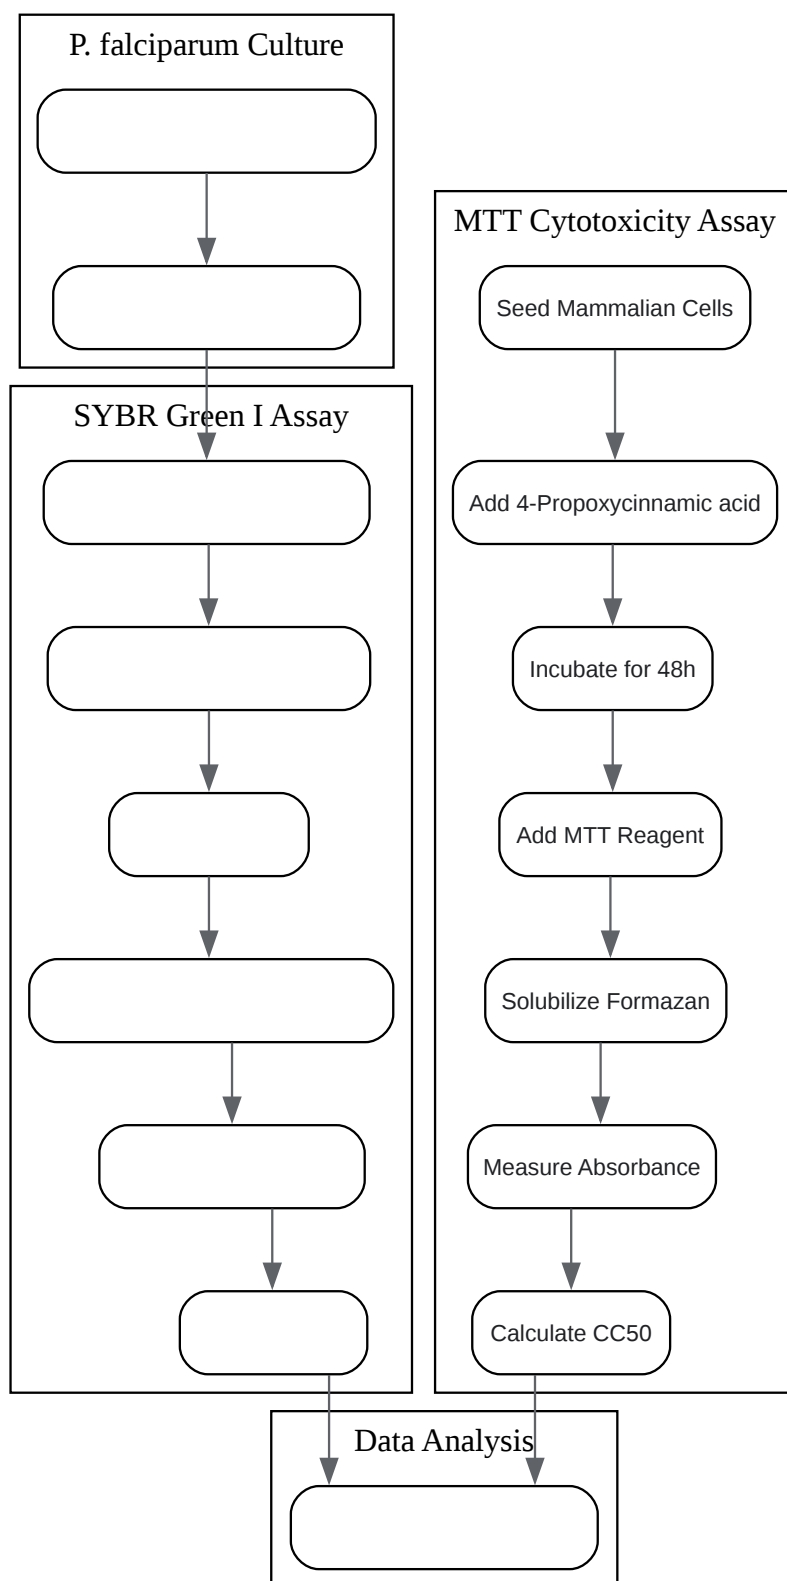 P. falciparum Culture
SYBR Green I Assay
MTT Cytotoxicity Assay
Seed Mammalian Cells
Add 4-Propoxycinnamic acid
Incubate for 48h
Add MTT Reagent
Solubilize Formazan
Measure Absorbance
Calculate CC50
Data Analysis